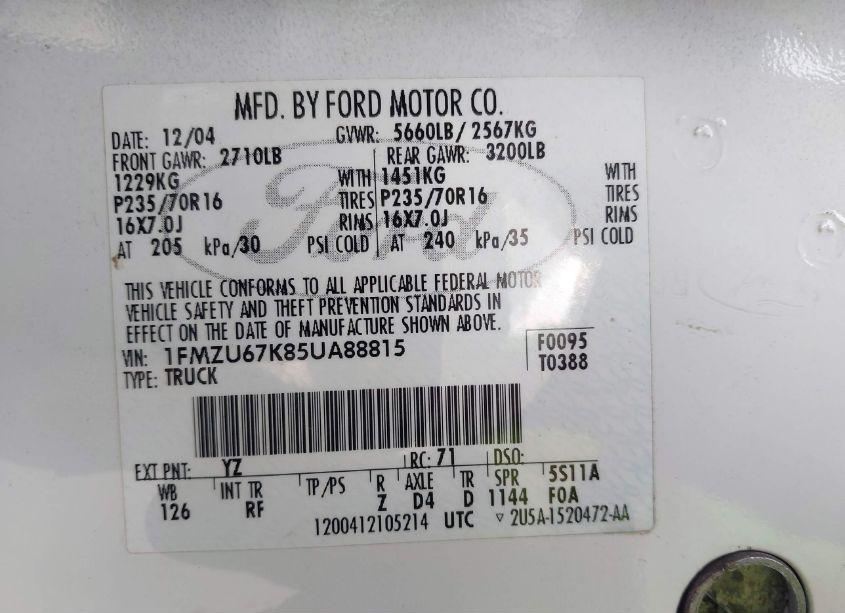 MFD. BY FORD MOTOR CO.
DATE: 12/04 GVWR: 5660LB/ 2567KG
FRONT GAWR: 2710LB REAR GAWR: 3200LB
1229KG WITH 1451KG WITH
P235/70R16 TIRES P235/70R16 TIRES
16X7.0J RIMS 16X7.0J RIMS
AT 205 kPa/30 PSI COLD AT 240 kPa/35 PSI COLD
Ford
THIS VEHICLE CONFORMS TO ALL APPLICABLE FEDERAL MOTOR
VEHICLE SAFETY AND THEFT PREVENTION STANDARDS IN
EFFECT ON THE DATE OF MANUFACTURE SHOWN ABOVE.
VIN: 1FMZU67K85UA88815 F0095
TYPE: TRUCK T0388
EXT PNT: YZ RC: 71 DSO:
WB INT TR TP/PS R AXLE TR SPR 5S11A
126 RF Z D4 D 1144 F0A
1200412105214 UTC ▽ 2U5A-1520472-AA